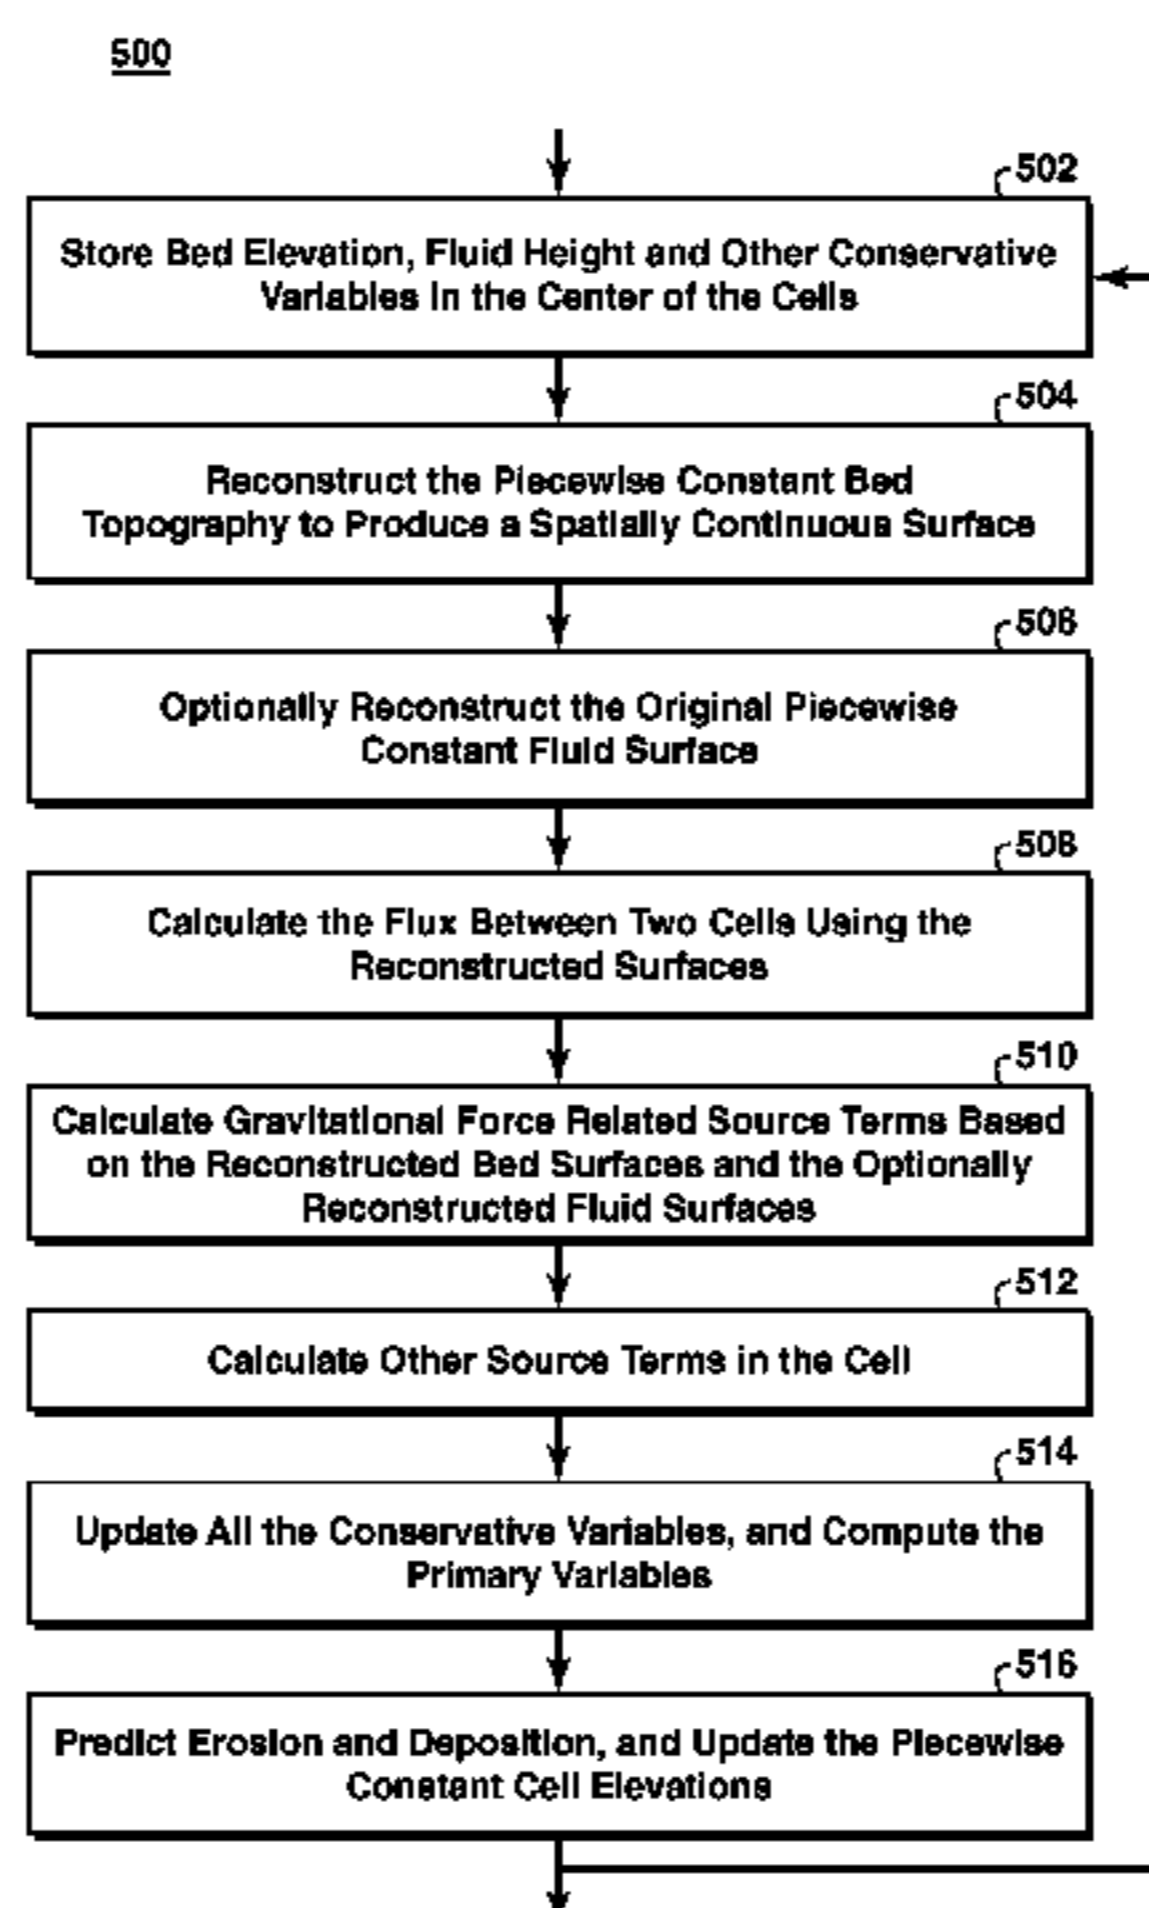 500
502
Store Bed Elevation, Fluid Height and Other Conservative
Variables in the Center of the Cells
504
Reconstruct the Piecewise Constant Bed
Topography to Produce a Spatially Continuous Surface
506
Optionally Reconstruct the Original Piecewise
Constant Fluid Surface
508
Calculate the Flux Between Two Cells Using the
Reconstructed Surfaces
510
Calculate Gravitational Force Related Source Terms Based
on the Reconstructed Bed Surfaces and the Optionally
Reconstructed Fluid Surfaces
512
Calculate Other Source Terms in the Cell
514
Update All the Conservative Variables, and Compute the
Primary Variables
516
Predict Erosion and Deposition, and Update the Piecewise
Constant Cell Elevations